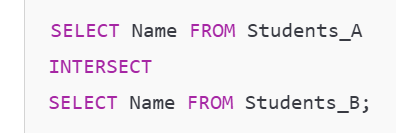 SELECT Name FROM Students_A
INTERSECT
SELECT Name FROM Students_B;